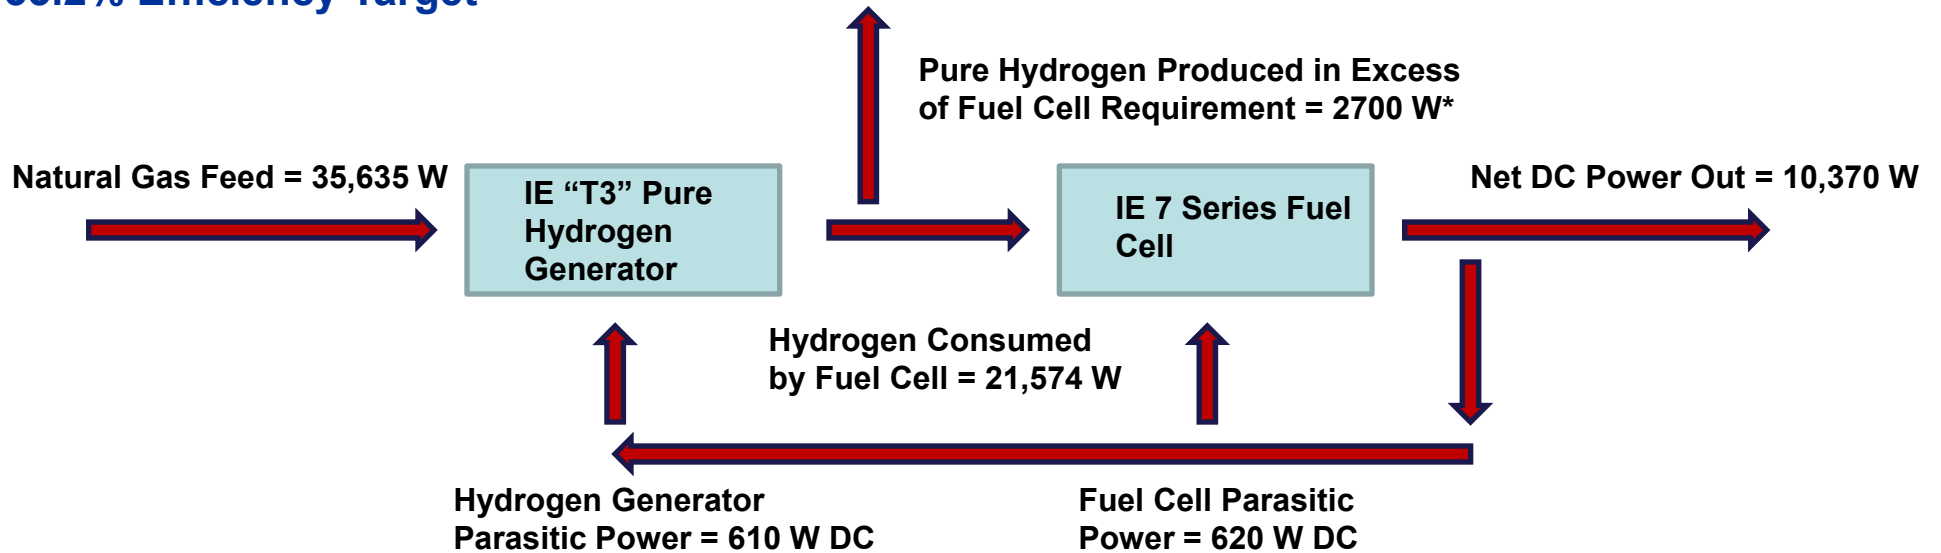 Efficiency Target
Pure Hydrogen Produced in Excess
of Fuel Cell Requirement = 2700 W*
Natural Gas Feed = 35,635 W
IE “T3” Pure
Hydrogen
Generator
IE 7 Series Fuel
Cell
Net DC Power Out = 10,370 W
Hydrogen Consumed
by Fuel Cell = 21,574 W
Hydrogen Generator
Parasitic Power = 610 W DC
Fuel Cell Parasitic
Power = 620 W DC